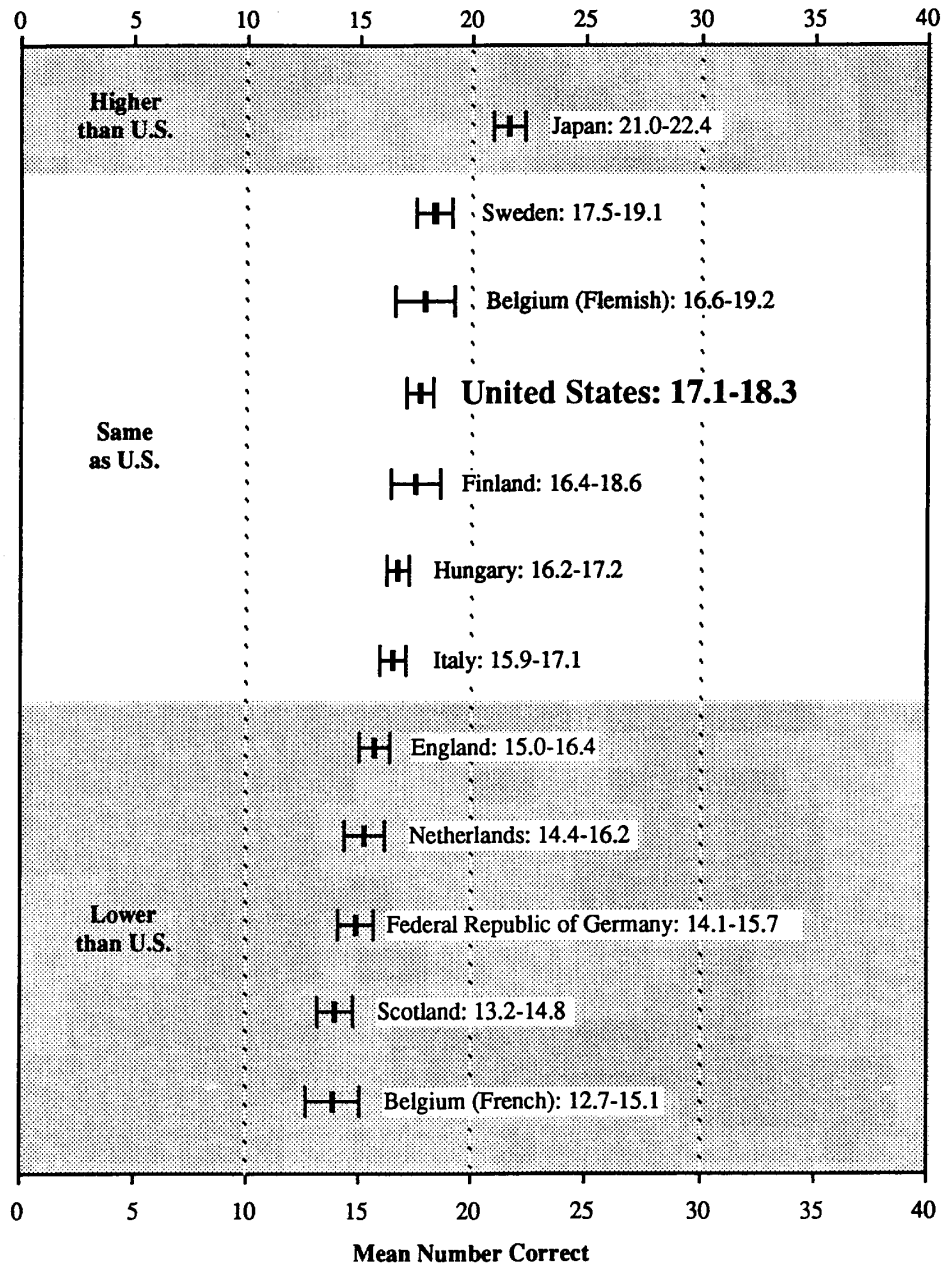 0 5 10 15 20 25 30 35 40
Higher
than U.S.
Japan: 21.0-22.4
Sweden: 17.5-19.1
Belgium (Flemish): 16.6-19.2
United States: 17.1-18.3
Same
as U.S.
Finland: 16.4-18.6
Hungary: 16.2-17.2
Italy: 15.9-17.1
England: 15.0-16.4
Netherlands: 14.4-16.2
Lower
than U.S.
Federal Republic of Germany: 14.1-15.7
Scotland: 13.2-14.8
Belgium (French): 12.7-15.1
0 5 10 15 20 25 30 35 40
Mean Number Correct